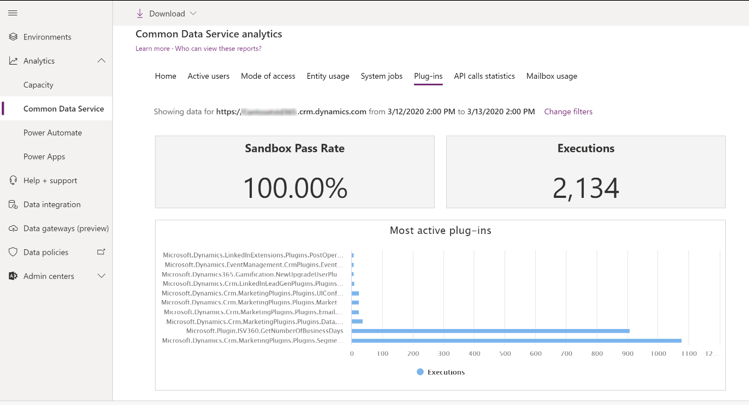 Download
Common Data Service analytics
Learn more · Who can view these reports?
Environments
Analytics
Capacity
Common Data Service
Power Automate
Power Apps
Help + support
Data integration
Data gateways (preview)
Data policies
Admin centers
Home Active users Mode of access Entity usage System jobs Plug-ins API calls statistics Mailbox usage
Showing data for https:// .crm.dynamics.com from 3/12/2020 2:00 PM to 3/13/2020 2:00 PM Change filters
Sandbox Pass Rate
100.00%
Executions
2,134
Most active plug-ins
Microsoft.Dynamics.LinkedInExtensions.Plugins.PostOper...
Microsoft.Dynamics.EventManagement.CrmPlugins.Event...
Microsoft.Dynamics365.Gamification.NewUpgradeUserPlu...
Microsoft.Dynamics.Crm.LinkedInLeadGenPlugins.Plugins...
Microsoft.Dynamics.Crm.MarketingPlugins.Plugins.UIConf...
Microsoft.Dynamics.Crm.MarketingPlugins.Plugins.Market...
Microsoft.Dynamics.Crm.MarketingPlugins.Plugins.Email...
Microsoft.Dynamics.Crm.MarketingPlugins.Plugins.Data...
Microsoft.Plugin.ISV360.GetNumberOfBusinessDays
Microsoft.Dynamics.Crm.MarketingPlugins.Plugins.Segme...
0 100 200 300 400 500 600 700 800 900 1000 1100 12...
Executions